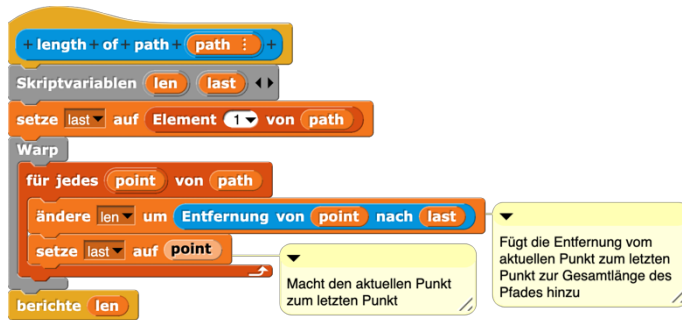 + length + of + path + path ⋮ +
Skriptvariablen len last
setze last auf Element 1 von path
Warp
für jedes point von path
ändere len um Entfernung von point nach last
setze last auf point
berichte len
Fügt die Entfernung vom
aktuellen Punkt zum letzten
Punkt zur Gesamtlänge des
Pfades hinzu
Macht den aktuellen Punkt
zum letzten Punkt